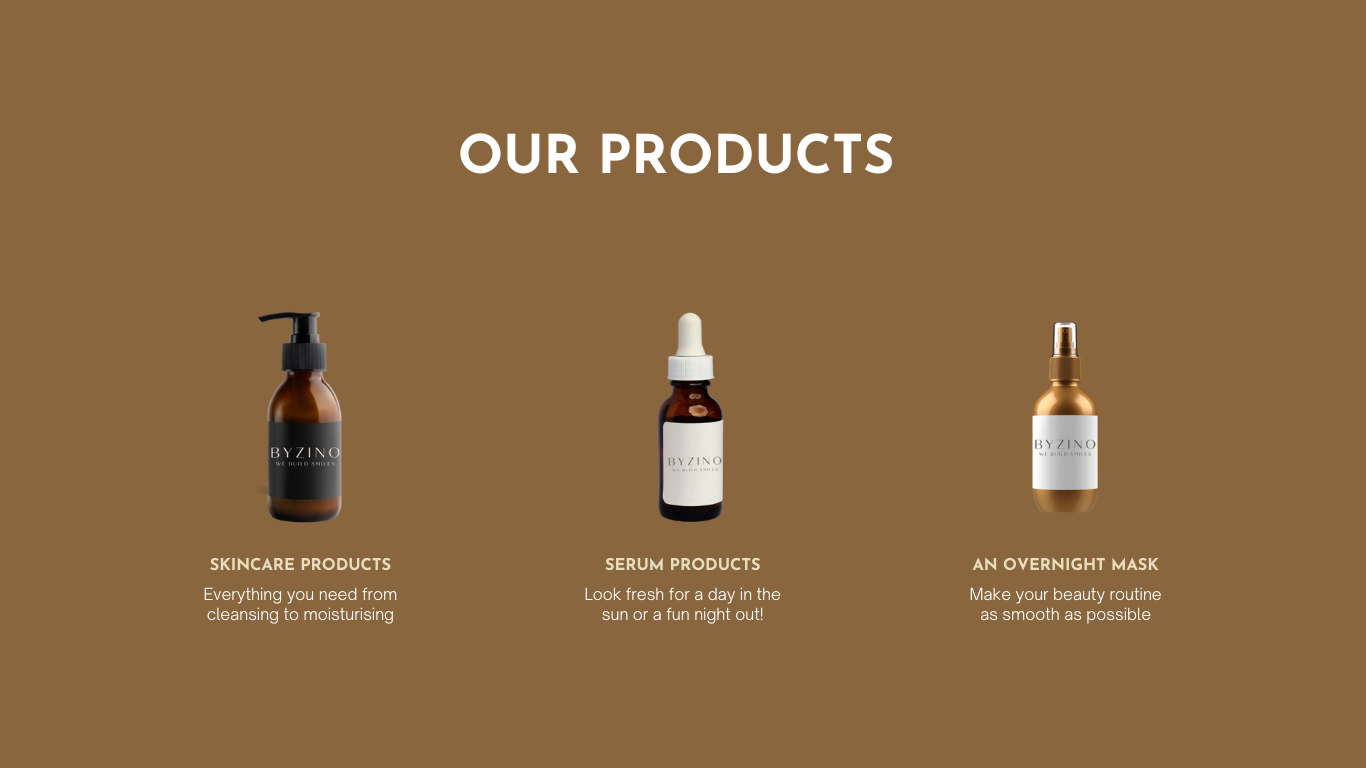 OUR PRODUCTS
BYZINO
WE BUILD SMILES
BYZINO
WE BUILD SMILES
BYZINO
WE BUILD SMILES
SKINCARE PRODUCTS
Everything you need from
cleansing to moisturising
SERUM PRODUCTS
Look fresh for a day in the
sun or a fun night out!
AN OVERNIGHT MASK
Make your beauty routine
as smooth as possible